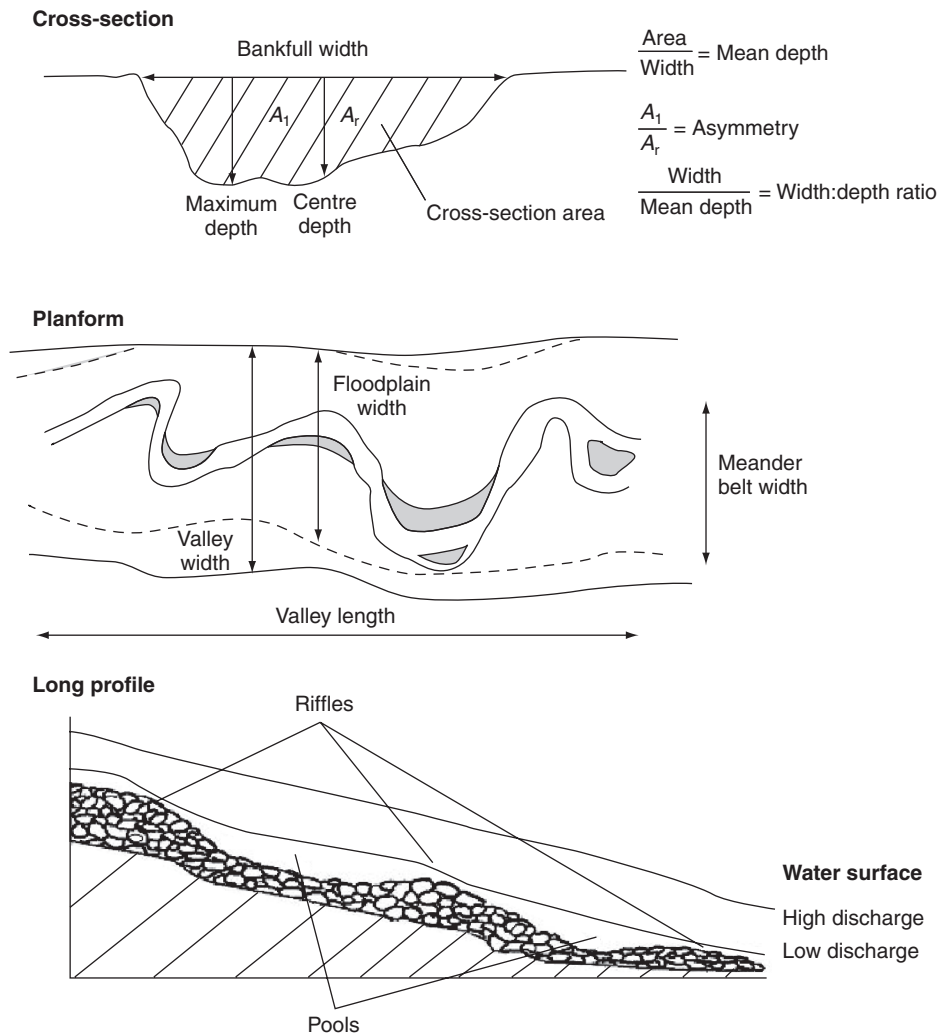 Cross-section
Bankfull width
Area
Width
= Mean depth
A1
Ar
A1
Ar
= Asymmetry
Width
Mean depth
= Width:depth ratio
Maximum
depth
Centre
depth
Cross-section area
Planform
Floodplain
width
Meander
belt width
Valley
width
Valley length
Long profile
Riffles
Water surface
High discharge
Low discharge
Pools